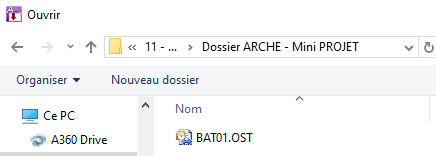 Ouvrir
« 11 - ... > Dossier ARCHE - Mini PROJET
Organiser Nouveau dossier
Ce PC
A360 Drive
Nom
BAT01.OST